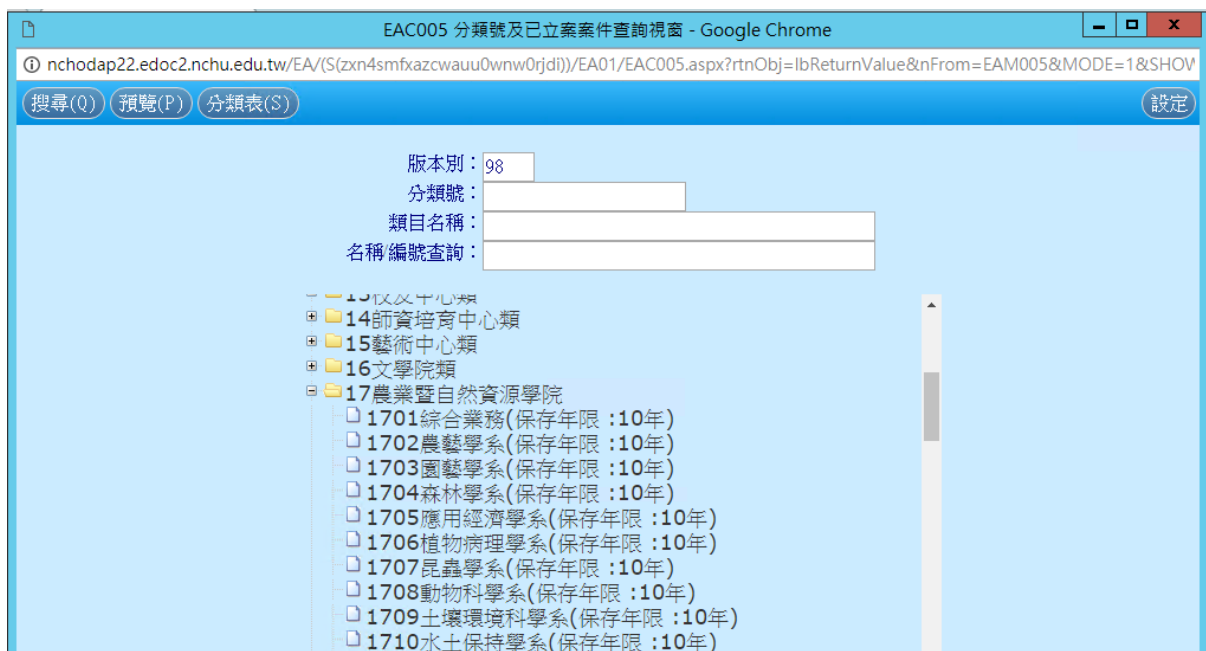 EAC005 分類號及已立案案件查詢視窗 - Google Chrome
nchodap22.edoc2.nchu.edu.tw/EA/(S(zxn4smfxazcwauu0wnw0rjdi))/EA01/EAC005.aspx?rtnObj=lbReturnValue&nFrom=EAM005&MODE=1&SHOW
搜尋(Q) 預覽(P) 分類表(S) 設定
版本別：98
分類號：
類目名稱：
名稱/編號查詢：
中心類
14師資培育中心類
15藝術中心類
16文學院類
17農業暨自然資源學院
1701綜合業務(保存年限 :10年)
1702農藝學系(保存年限 :10年)
1703園藝學系(保存年限 :10年)
1704森林學系(保存年限 :10年)
1705應用經濟學系(保存年限 :10年)
1706植物病理學系(保存年限 :10年)
1707昆蟲學系(保存年限 :10年)
1708動物科學系(保存年限 :10年)
1709土壤環境科學系(保存年限 :10年)
1710水土保持學系(保存年限 :10年)